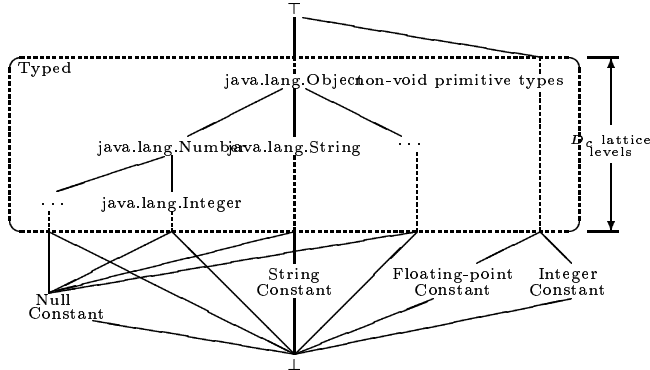 ⊤
Typed
java.lang.Object
non-void primitive types
java.lang.Number
java.lang.String
...
D_c lattice
levels
...
java.lang.Integer
String
Constant
Floating-point
Constant
Integer
Constant
Null
Constant
⊥